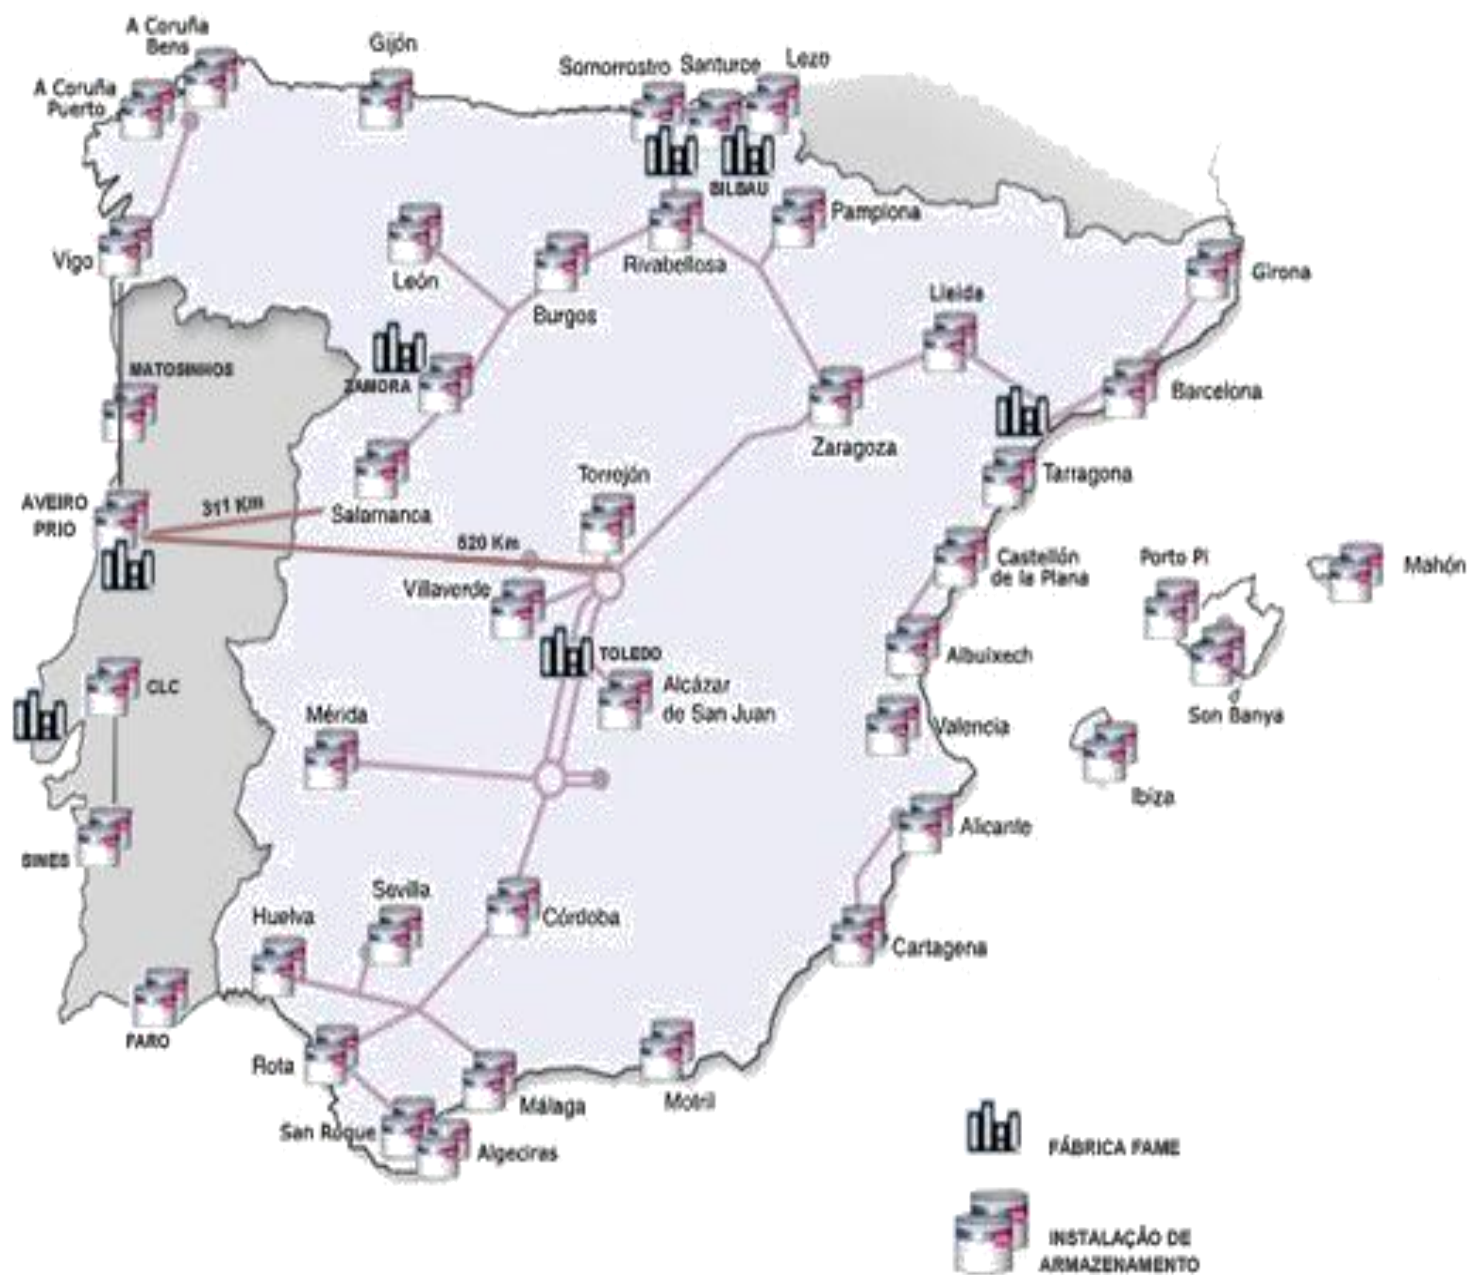 A Coruña
Bens
Gijón
Somorrostro
Santurce
Lezo
A Coruña
Puerto
BILBAU
Pamplona
Vigo
León
Rivabellosa
Girona
Burgos
Lleida
MATOSINHOS
ZAMORA
Barcelona
Zaragoza
Tarragona
Torrejón
AVEIRO
PRIO
311 Km
Salamanca
520 Km
Castellón
de la Plana
Porto Pi
Mahón
Villaverde
TOLEDO
Albuixech
CLC
Alcázar
de San Juan
Mérida
Valencia
Son Banya
Ibiza
Alicante
SINES
Sevilla
Huelva
Córdoba
Cartagena
FARO
Rota
Málaga
Motril
San Roque
Algeciras
FÁBRICA FAME
INSTALAÇÃO DE
ARMAZENAMENTO